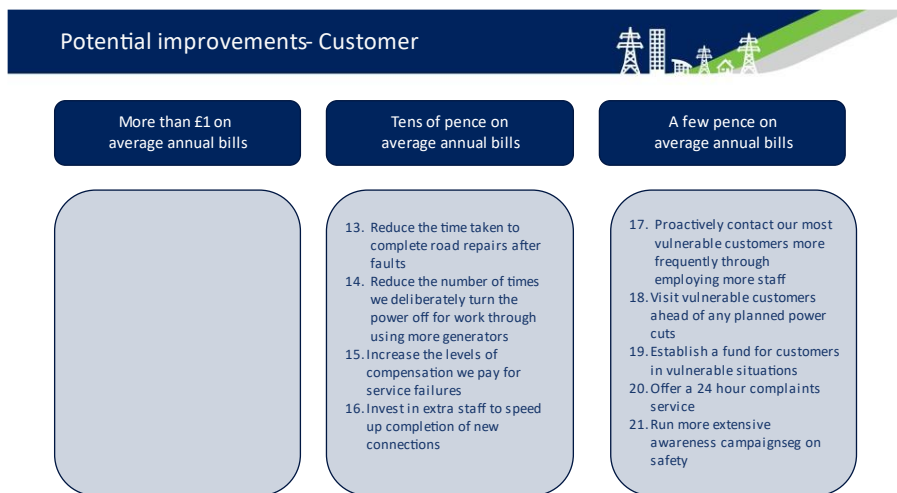 Potential improvements- Customer
More than £1 on
average annual bills
Tens of pence on
average annual bills
A few pence on
average annual bills
13. Reduce the time taken to
complete road repairs after
faults
14. Reduce the number of times
we deliberately turn the
power off for work through
using more generators
15. Increase the levels of
compensation we pay for
service failures
16. Invest in extra staff to speed
up completion of new
connections
17. Proactively contact our most
vulnerable customers more
frequently through
employing more staff
18. Visit vulnerable customers
ahead of any planned power
cuts
19. Establish a fund for customers
in vulnerable situations
20. Offer a 24 hour complaints
service
21. Run more extensive
awareness campaignseg on
safety